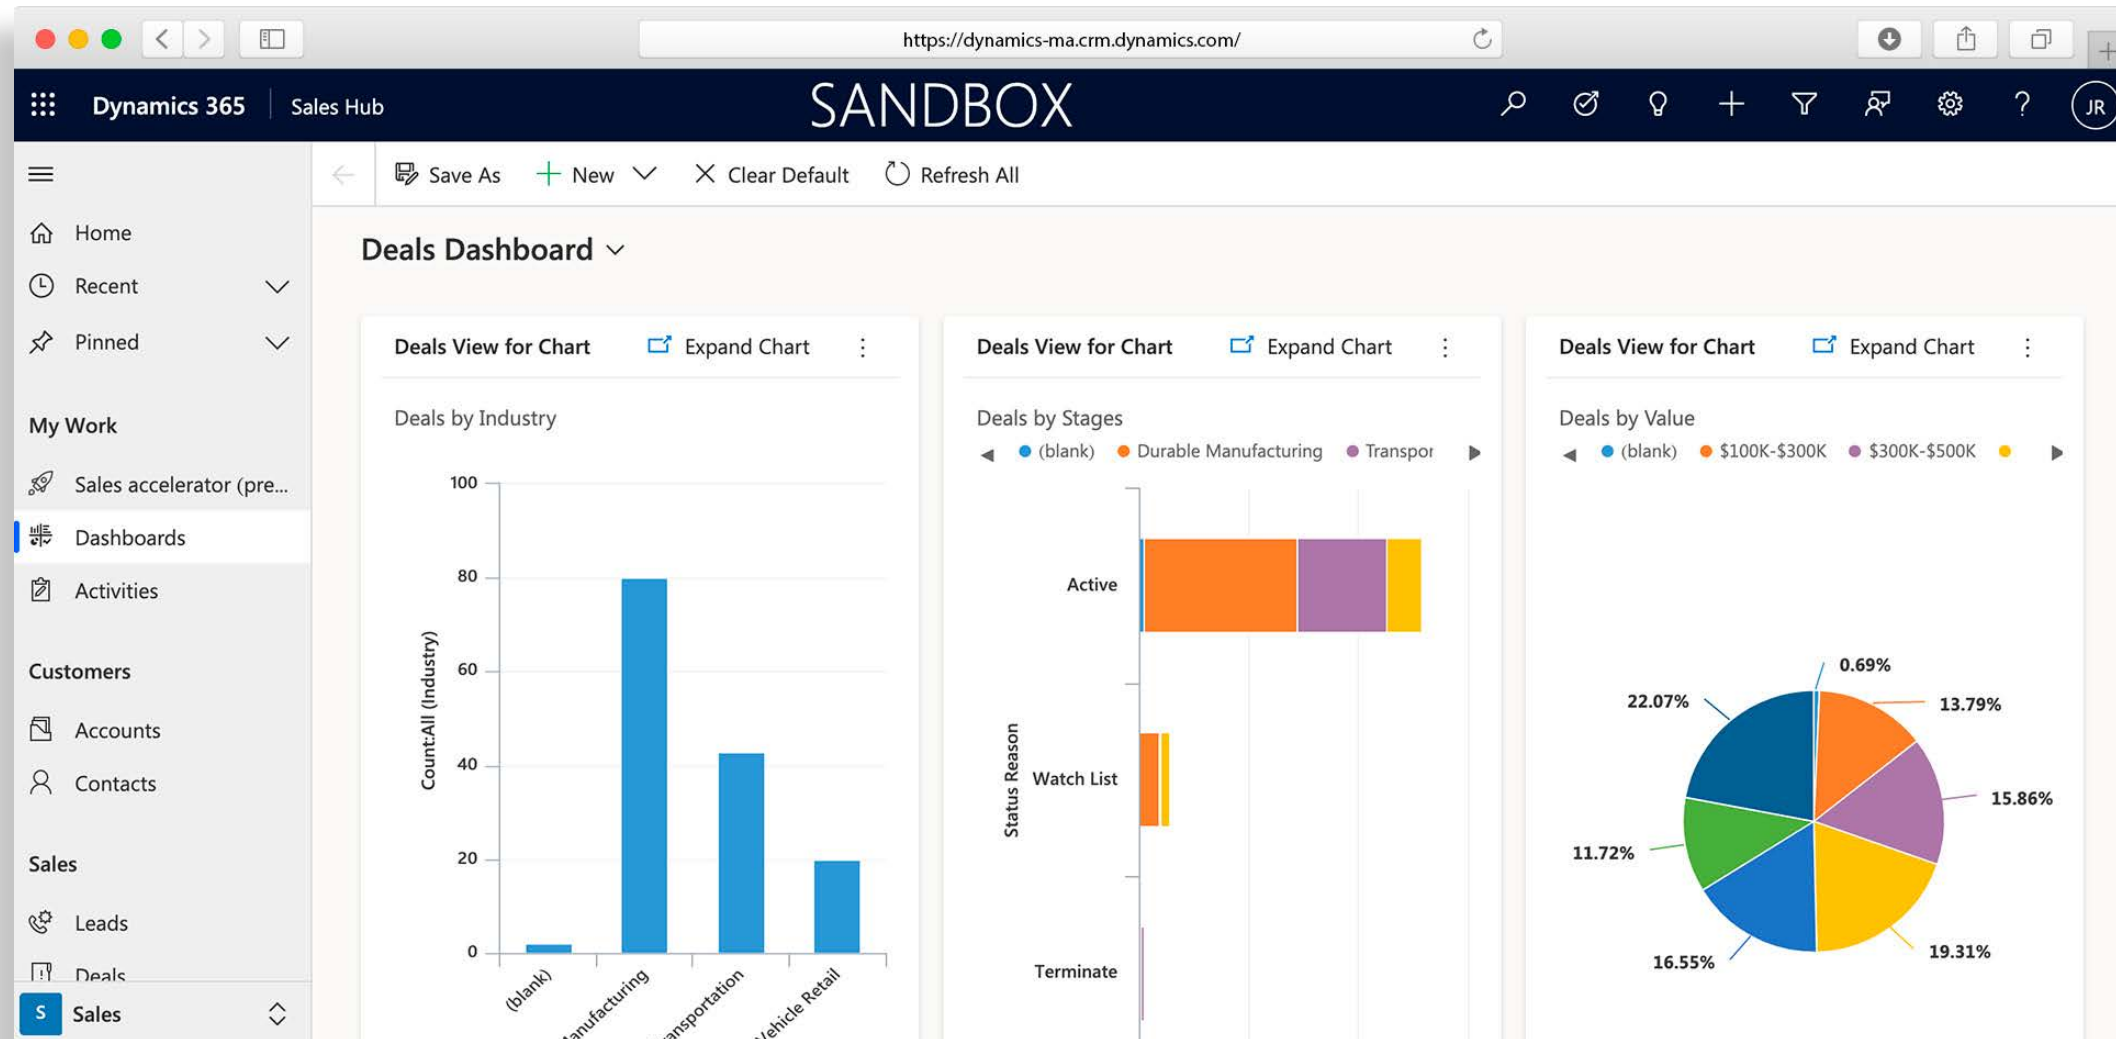 https://dynamics-ma.crm.dynamics.com/
Dynamics 365
Sales Hub
SANDBOX
?
JR
Save As
New
Clear Default
Refresh All
Home
Recent
Pinned
My Work
Sales accelerator (pre...
Dashboards
Activities
Customers
Accounts
Contacts
Sales
Leads
Deals
S
Sales
Deals Dashboard
Deals View for Chart
Expand Chart
Deals by Industry
100
80
60
40
20
0
Count:All (Industry)
(blank)
Manufacturing
Transportation
Vehicle Retail
Deals View for Chart
Expand Chart
Deals by Stages
(blank)
Durable Manufacturing
Transpor
Status Reason
Active
Watch List
Terminate
Deals View for Chart
Expand Chart
Deals by Value
(blank)
$100K-$300K
$300K-$500K
0.69%
13.79%
15.86%
19.31%
16.55%
11.72%
22.07%